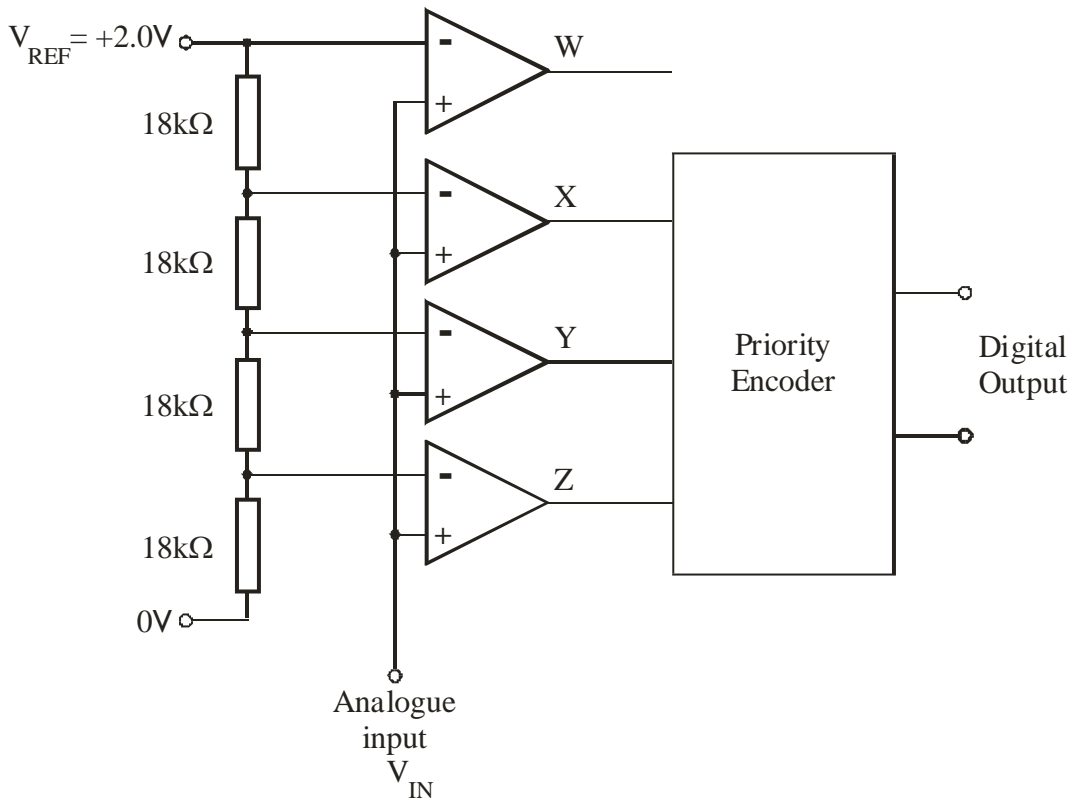 V_REF = +2.0V
-
W
+
18kΩ
-
X
+
18kΩ
-
Y
+
Priority
Encoder
Digital
Output
18kΩ
-
Z
+
18kΩ
0V
Analogue
input
V_IN